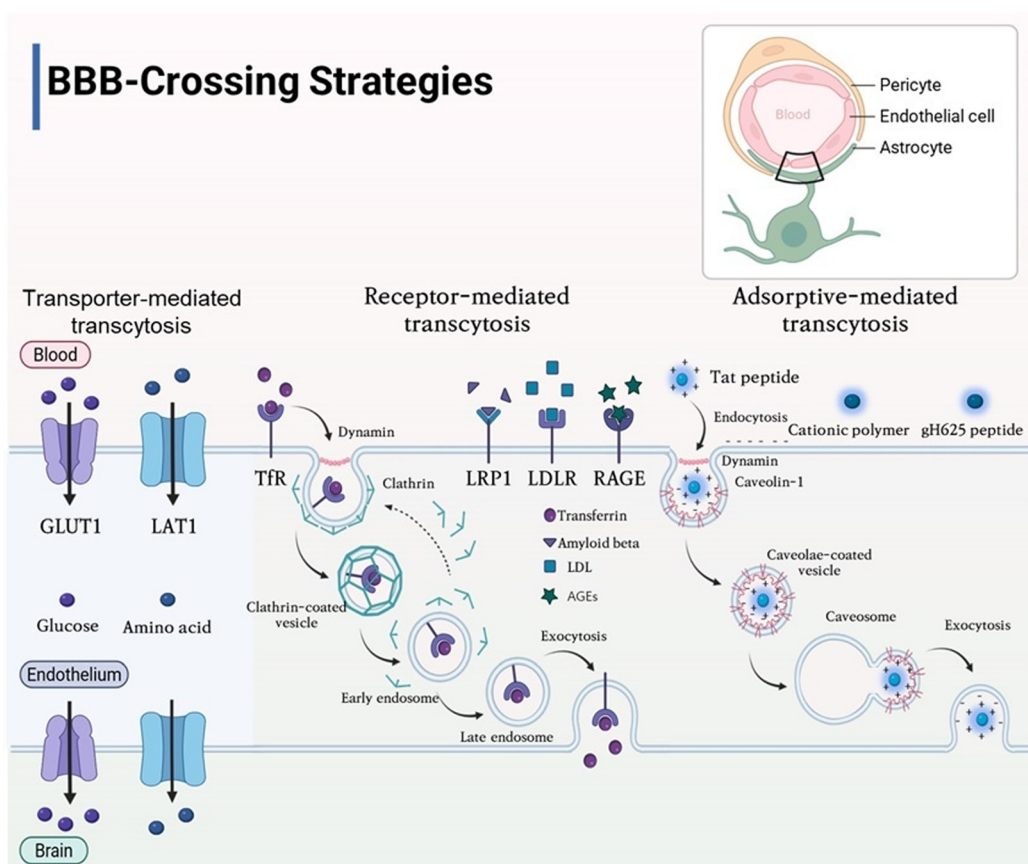 BBB-Crossing Strategies
Blood
Pericyte
Endothelial cell
Astrocyte
Transporter-mediated
transcytosis
Receptor-mediated
transcytosis
Adsorptive-mediated
transcytosis
Blood
GLUT1
LAT1
Glucose
Amino acid
Endothelium
Brain
TfR
Dynamin
Clathrin
LRP1
LDLR
RAGE
Transferrin
Amyloid beta
LDL
AGEs
Clathrin-coated
vesicle
Early endosome
Late endosome
Exocytosis
Tat peptide
Endocytosis
Cationic polymer
gH625 peptide
Dynamin
Caveolin-1
Caveolae-coated
vesicle
Caveosome
Exocytosis